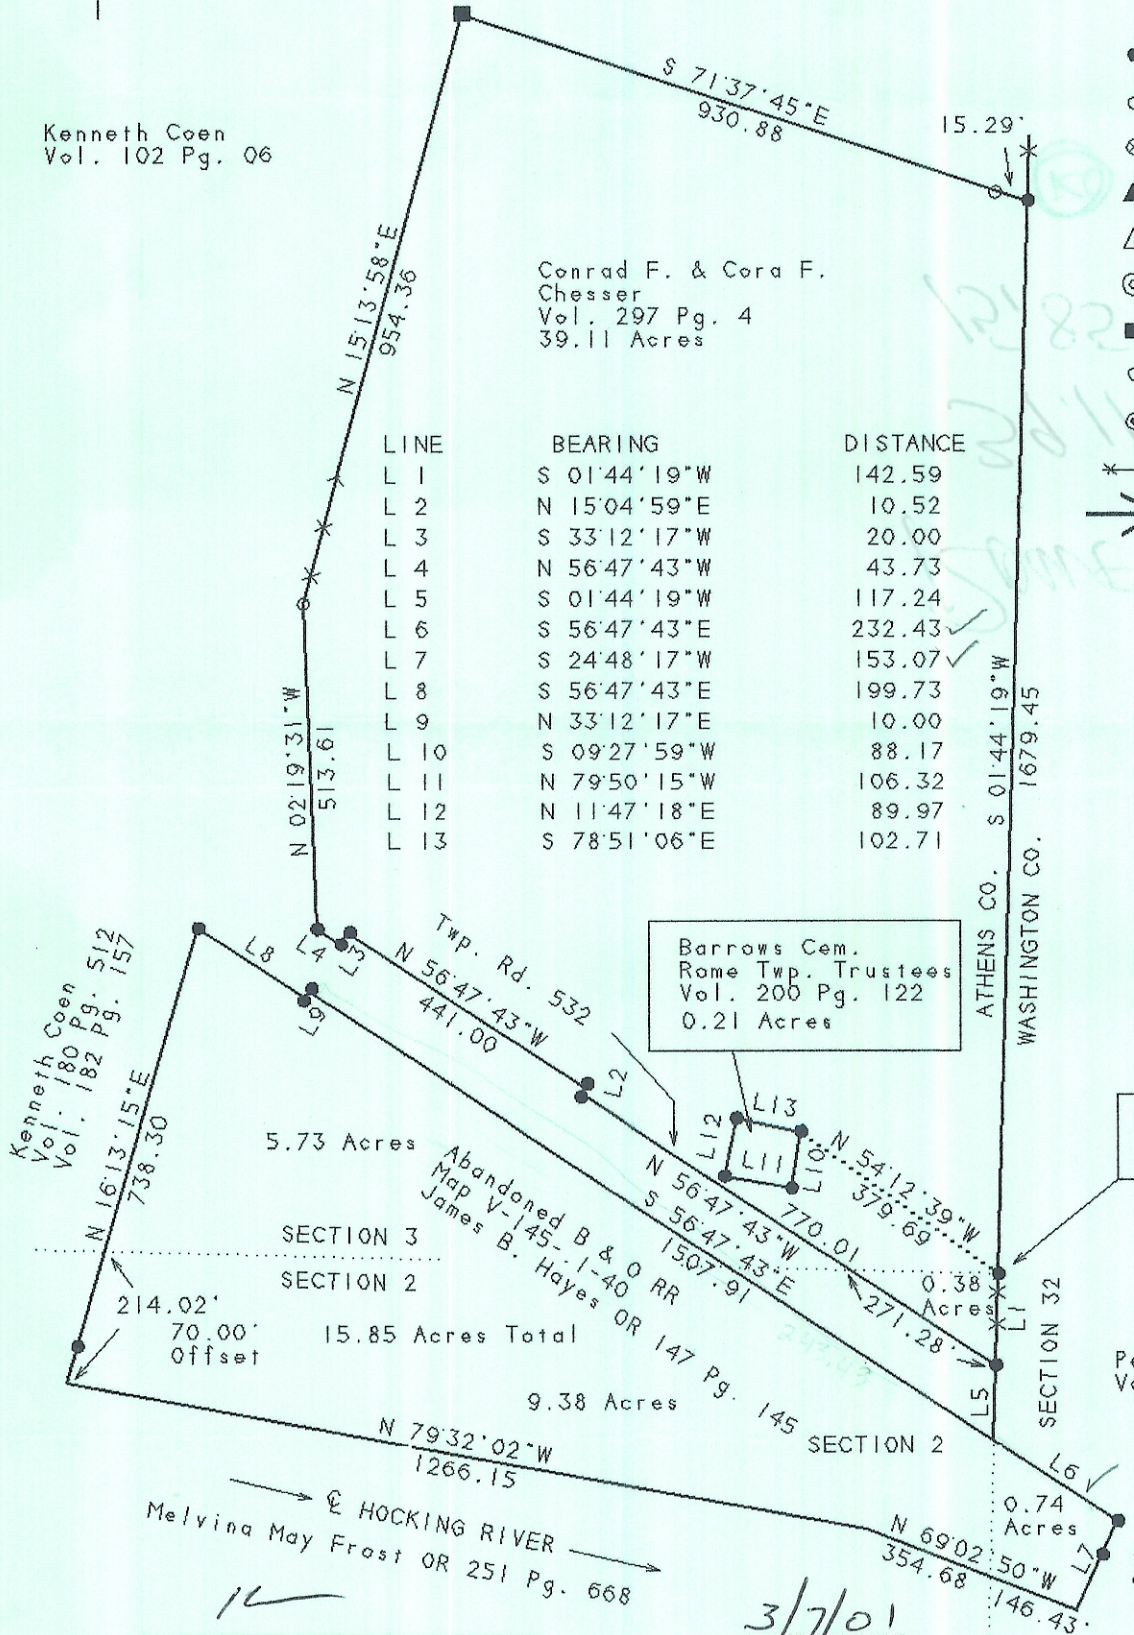 S 71°37'45"E
930.88
15.29'
Kenneth Coen
Vol. 102 Pg. 06
N 15°13'58"E
954.36
Conrad F. & Cora F.
Chesser
Vol. 297 Pg. 4
39.11 Acres
LINE BEARING DISTANCE
L 1 S 01°44'19"W 142.59
L 2 N 15°04'59"E 10.52
L 3 S 33°12'17"W 20.00
L 4 N 56°47'43"W 43.73
L 5 S 01°44'19"W 117.24
L 6 S 56°47'43"E 232.43
L 7 S 24°48'17"W 153.07
L 8 S 56°47'43"E 199.73
L 9 N 33°12'17"E 10.00
L 10 S 09°27'59"W 88.17
L 11 N 79°50'15"W 106.32
L 12 N 11°47'18"E 89.97
L 13 S 78°51'06"E 102.71
N 02°19'31"W
513.61
S 01°44'19"W
1679.45
ATHENS CO.
WASHINGTON CO.
Kenneth Coen
Vol. 180 Pg. 512
Vol. 182 Pg. 157
N 16°13'15"E
738.30
L8
L4
L3
L9
Twp. Rd. 532
N 56°47'43"W
441.00
L2
Barrows Cem.
Rome Twp. Trustees
Vol. 200 Pg. 122
0.21 Acres
L13
L12
L11
L10
N 54°12'39"W
379.69
N 56°47'43"W
770.01
S 56°47'43"E
1507.91
5.73 Acres
Abandoned B & O RR
Map V-145-1-40
James B. Hayes OR 147 Pg. 145
SECTION 3
SECTION 2
214.02'
70.00'
Offset
15.85 Acres Total
9.38 Acres
0.38
Acres
L1
271.28'
SECTION 32
L5
SECTION 2
L6
0.74
Acres
L7
N 79°32'02"W
1266.15
N 69°02'50"W
354.68
146.43'
℄ HOCKING RIVER
Melvina May Frost OR 251 Pg. 668
3/7/01